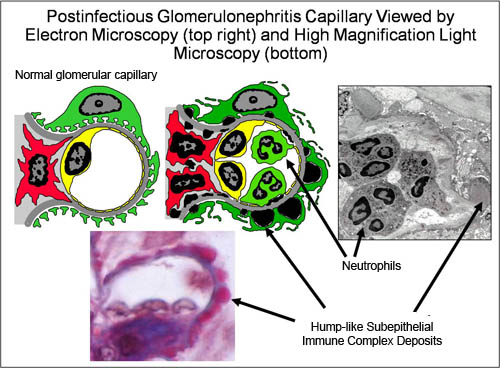 Postinfectious Glomerulonephritis Capillary Viewed by
Electron Microscopy (top right) and High Magnification Light
Microscopy (bottom)
Normal glomerular capillary
Neutrophils
Hump-like Subepithelial
Immune Complex Deposits